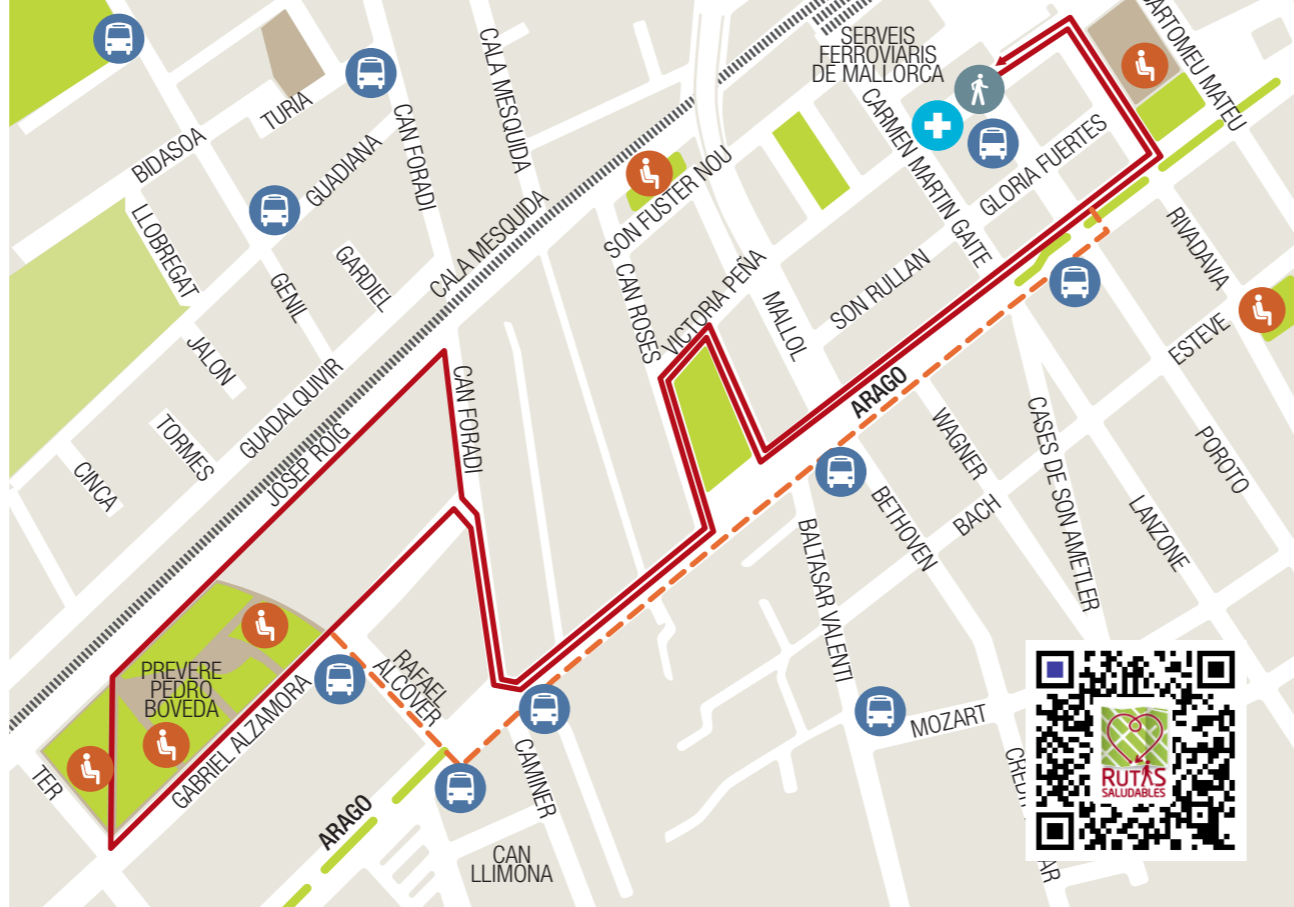 SERVEIS
FERROVIARIS
DE MALLORCA
ARTOMEU MATEU
CALA MESQUIDA
TURIA
CAN FORADI
BIDASOA
GUADIANA
CARMEN MARTIN GAITE
GLORIA FUERTES
SON FUSTER NOU
LLOBREGAT
GENIL
GARDIEL
CALA MESQUIDA
CAN ROSES
VICTORIA PEÑA
MALLOL
SON RULLAN
RIVADAVIA
ESTEVE
JALON
GUADALQUIVIR
JOSEP ROIG
CAN FORADI
ARAGO
TORMES
CINCA
WAGNER
CASES DE SON AMETLER
POROTO
BETHOVEN
BACH
LANZONE
BALTASAR VALENTI
PREVERE
PEDRO
BOVEDA
RAFAEL
ALCOVER
GABRIEL ALZAMORA
TER
CAMINER
MOZART
ARAGO
CAN
LLIMONA
RUTAS
SALUDABLES
AR